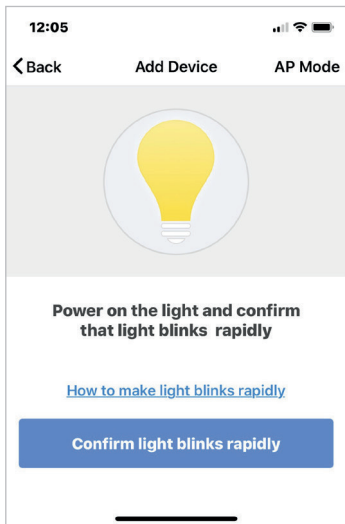 12:05
Back Add Device AP Mode
Power on the light and confirm
that light blinks rapidly
How to make light blinks rapidly
Confirm light blinks rapidly